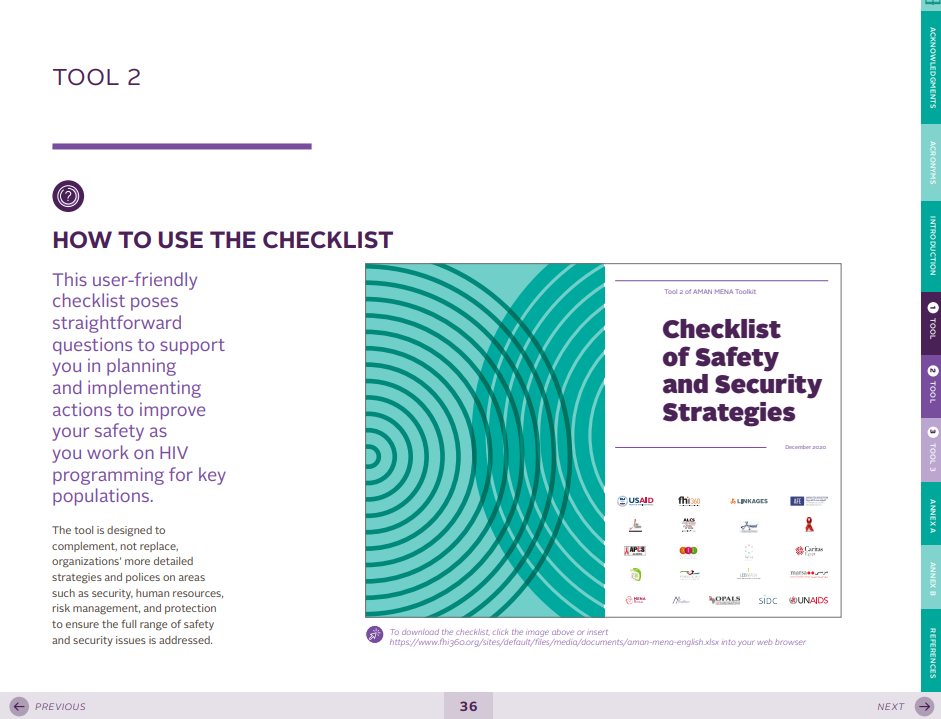 TOOL 2
?
HOW TO USE THE CHECKLIST
This user-friendly
checklist poses
straightforward
questions to support
you in planning
and implementing
actions to improve
your safety as
you work on HIV
programming for key
populations.
The tool is designed to
complement, not replace,
organizations' more detailed
strategies and polices on areas
such as security, human resources,
risk management, and protection
to ensure the full range of safety
and security issues is addressed.
Tool 2 of AMAN MENA Toolkit
Checklist
of Safety
and Security
Strategies
December 2020
USAID
fhi360
LINKAGES
AFE
ALCS
APCS
Caritas
Egypt
MENA
OPALS
SIDC
UNAIDS
To download the checklist, click the image above or insert
https://www.fhi360.org/sites/default/files/media/documents/aman-mena-english.xlsx into your web browser
ACKNOWLEDGMENTS
ACRONYMS
INTRODUCTION
1 TOOL
2 TOOL
3 TOOL 3
ANNEX A
ANNEX B
REFERENCES
PREVIOUS
36
NEXT